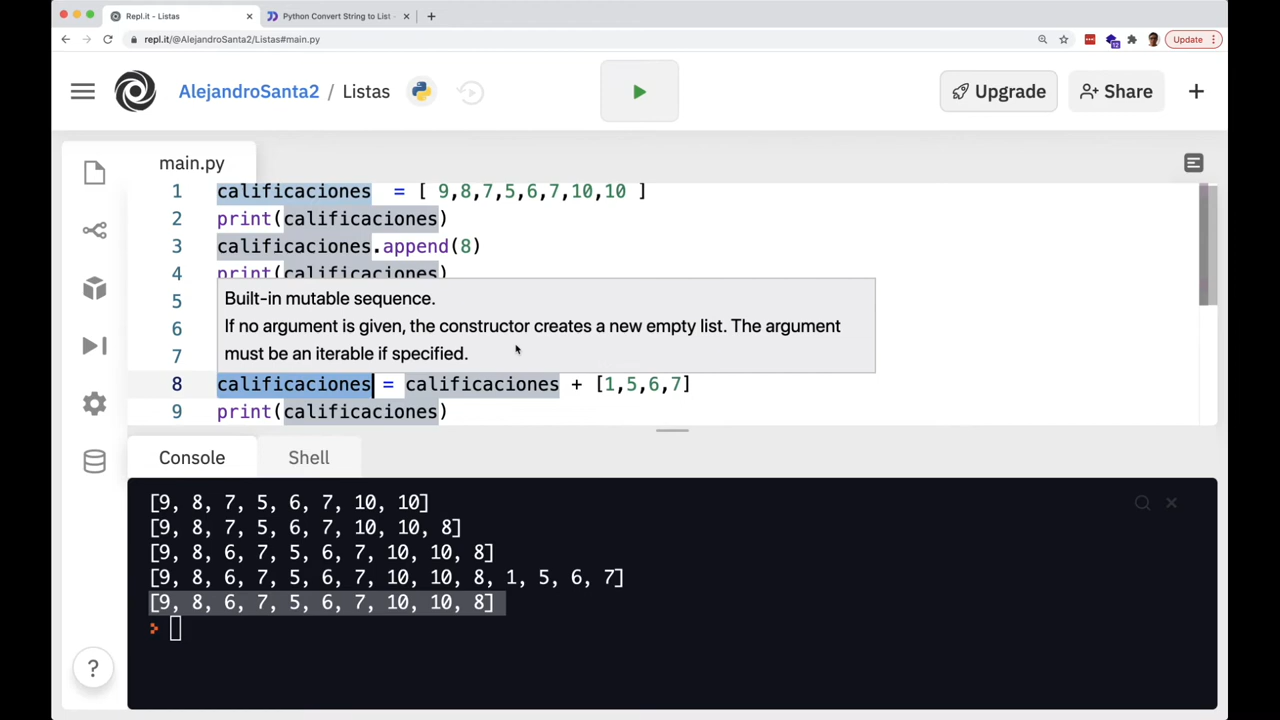 Repl.it - Listas
Python Convert String to List -
repl.it/@AlejandroSanta2/Listas#main.py
12
Update
AlejandroSanta2 / Listas
Upgrade
Share
main.py
1 calificaciones = [ 9,8,7,5,6,7,10,10 ]
2 print(calificaciones)
3 calificaciones.append(8)
4 print(calificaciones)
5
6
7
Built-in mutable sequence.
If no argument is given, the constructor creates a new empty list. The argument
must be an iterable if specified.
8 calificaciones = calificaciones + [1,5,6,7]
9 print(calificaciones)
Console
Shell
[9, 8, 7, 5, 6, 7, 10, 10]
[9, 8, 7, 5, 6, 7, 10, 10, 8]
[9, 8, 6, 7, 5, 6, 7, 10, 10, 8]
[9, 8, 6, 7, 5, 6, 7, 10, 10, 8, 1, 5, 6, 7]
[9, 8, 6, 7, 5, 6, 7, 10, 10, 8]
>
?